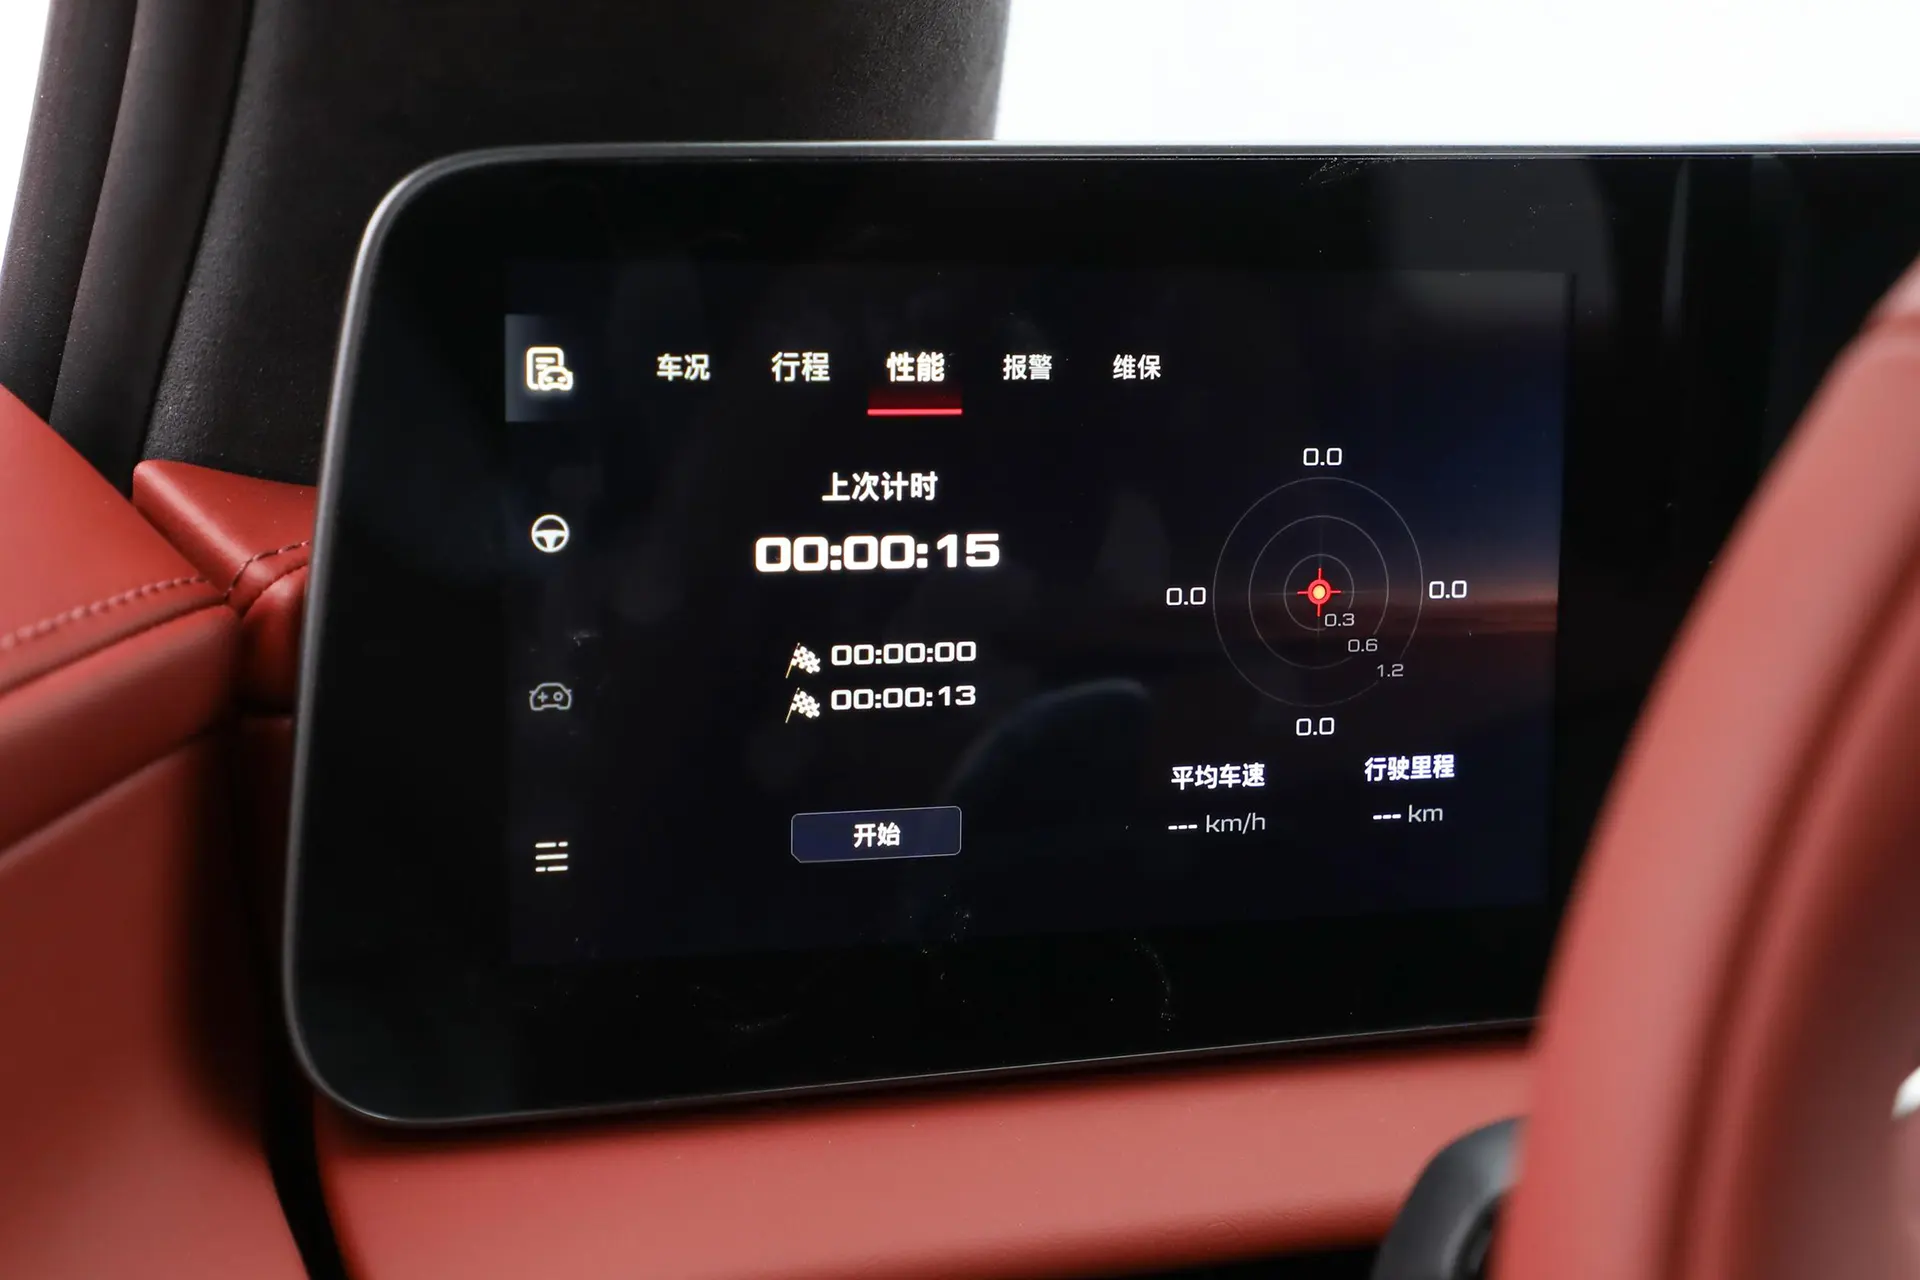 车况 行程 性能 报警 维保
上次计时
00:00:15
00:00:00
00:00:13
开始
0.0
0.0 0.0
0.3
0.6
1.2
0.0
平均车速 行驶里程
--- km/h --- km